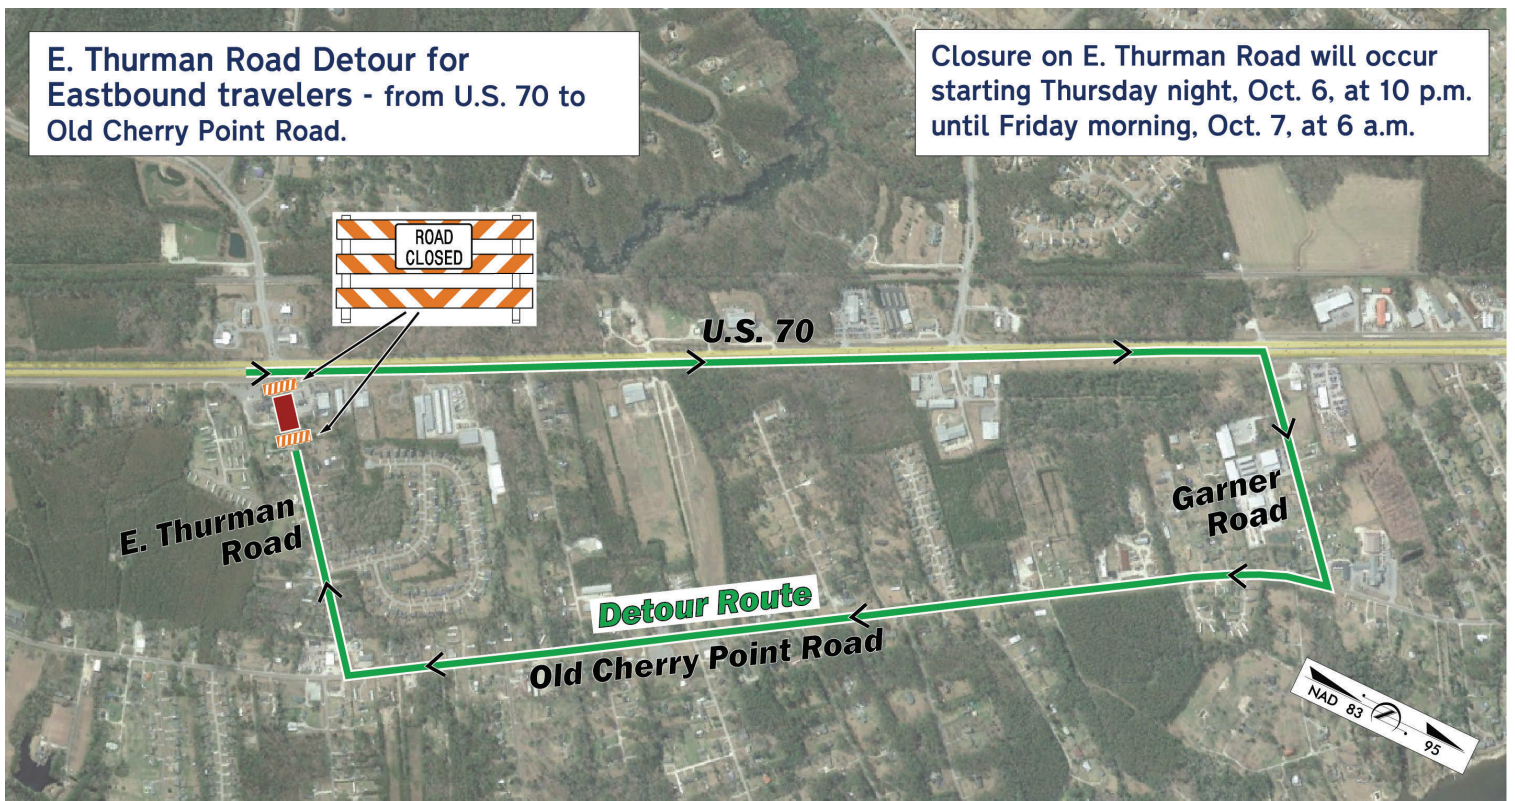 E. Thurman Road Detour for
Eastbound travelers - from U.S. 70 to
Old Cherry Point Road.
Closure on E. Thurman Road will occur
starting Thursday night, Oct. 6, at 10 p.m.
until Friday morning, Oct. 7, at 6 a.m.
ROAD
CLOSED
U.S. 70
E. Thurman
Road
Garner
Road
Detour Route
Old Cherry Point Road
NAD 83
95